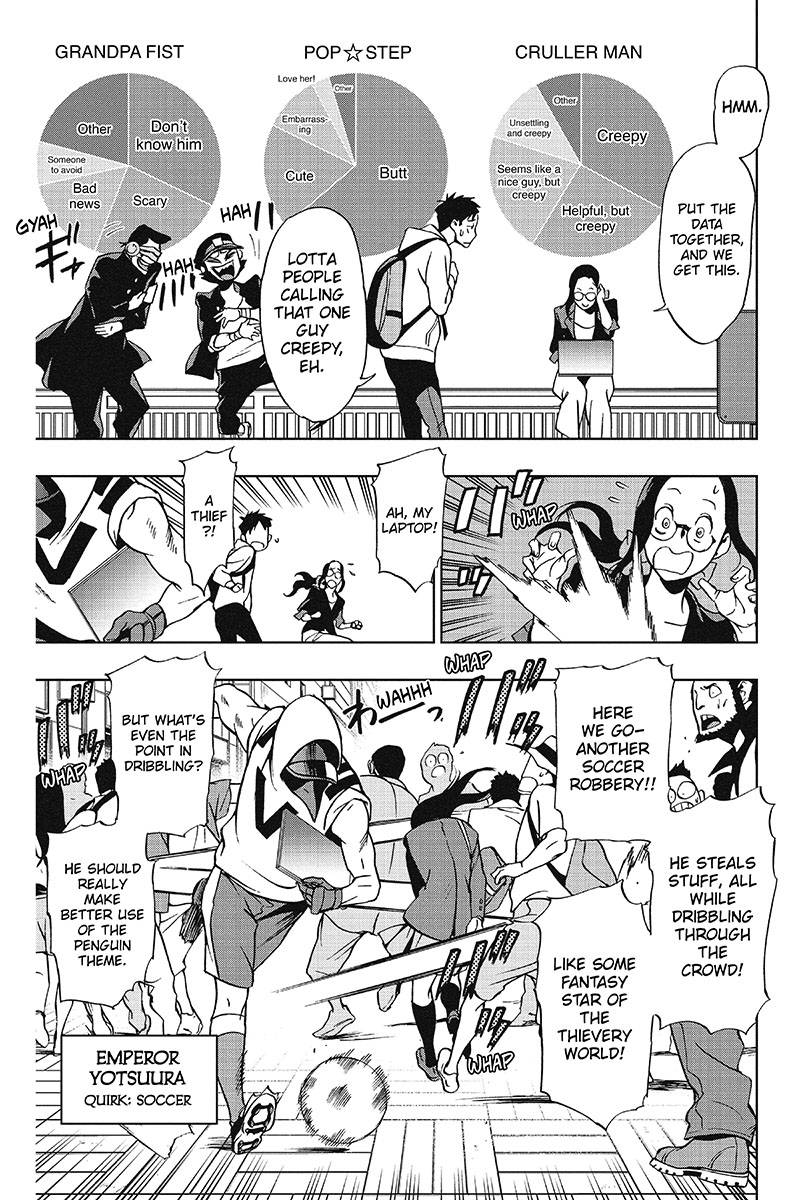 HMM.
PUT THE
DATA
TOGETHER,
AND WE
GET THIS.
CRULLER MAN
Other
Creepy
Unsettling
and creepy
Seems like a
nice guy, but
creepy
Helpful, but
creepy
POP☆STEP
Love her!
Other
Embarrass-
ing
Cute
Butt
GRANDPA FIST
Other
Don't
know him
Someone
to avoid
Bad
news
Scary
LOTTA
PEOPLE
CALLING
THAT ONE
GUY
CREEPY,
EH.
HAH
HAH
GYAH
WHAP
AH, MY
LAPTOP!
A
THIEF
?!
HERE
WE GO–
ANOTHER
SOCCER
ROBBERY!!
HE STEALS
STUFF, ALL
WHILE
DRIBBLING
THROUGH
THE
CROWD!
LIKE SOME
FANTASY
STAR OF
THE
THIEVERY
WORLD!
WHAP
WAHHH
わーっ
WHAP
BUT WHAT'S
EVEN THE
POINT IN
DRIBBLING?
WHAP
HE SHOULD
REALLY
MAKE
BETTER USE
OF THE
PENGUIN
THEME.
EMPEROR
YOTSUURA
QUIRK: SOCCER